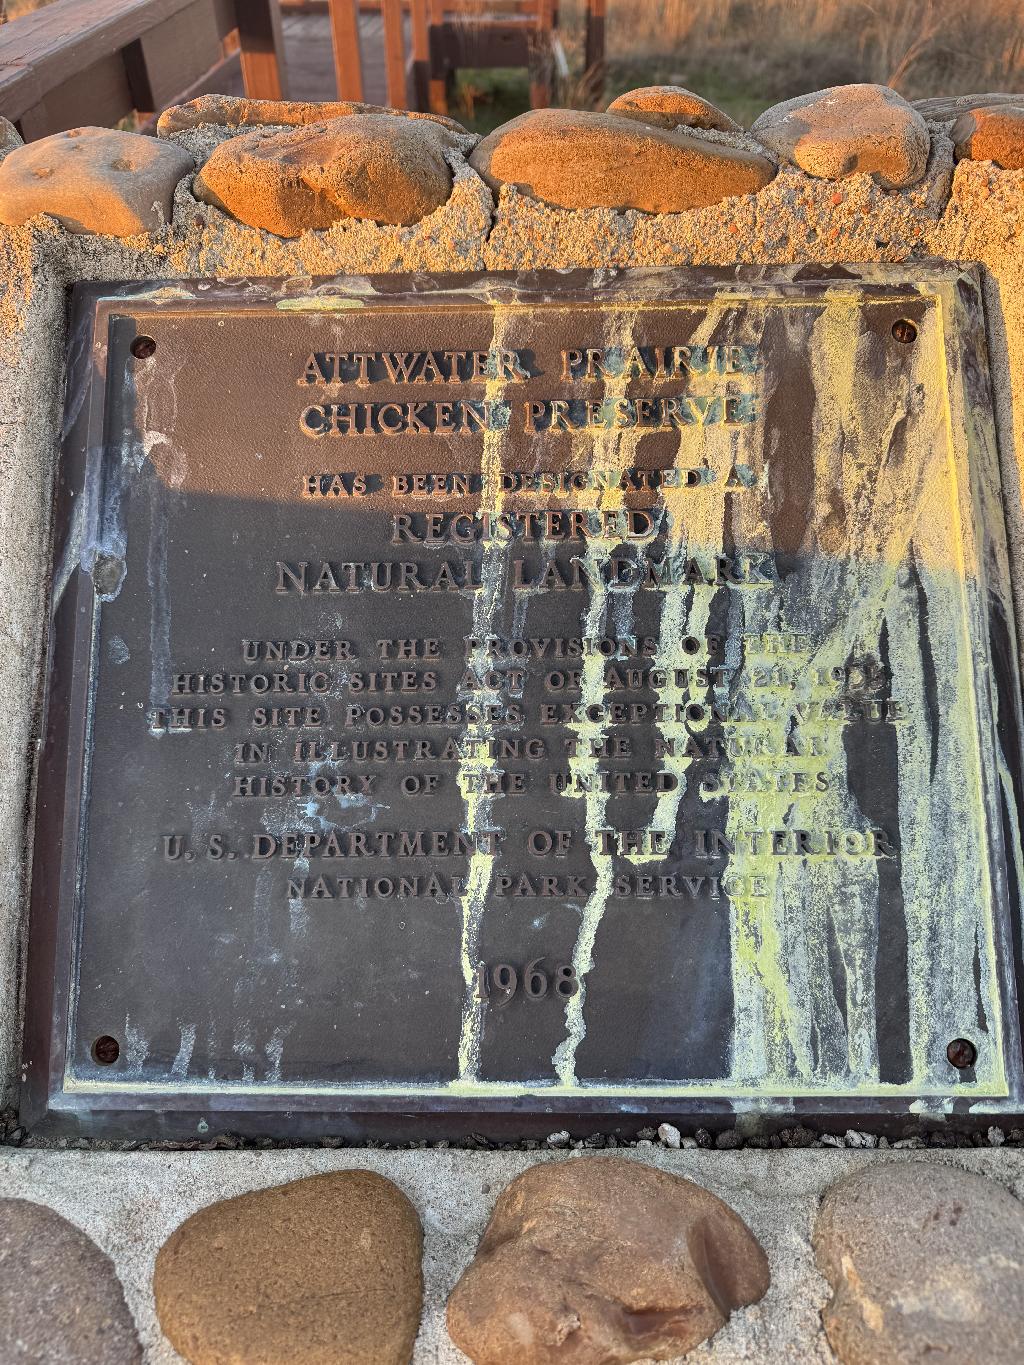 ATTWATER PRAIRIE
CHICKEN PRESERVE
HAS BEEN DESIGNATED A
REGISTERED
NATURAL LANDMARK
UNDER THE PROVISIONS OF THE
HISTORIC SITES ACT OF AUGUST 21, 1935
THIS SITE POSSESSES EXCEPTIONAL VALUE
IN ILLUSTRATING THE NATURAL
HISTORY OF THE UNITED STATES
U.S. DEPARTMENT OF THE INTERIOR
NATIONAL PARK SERVICE
1968